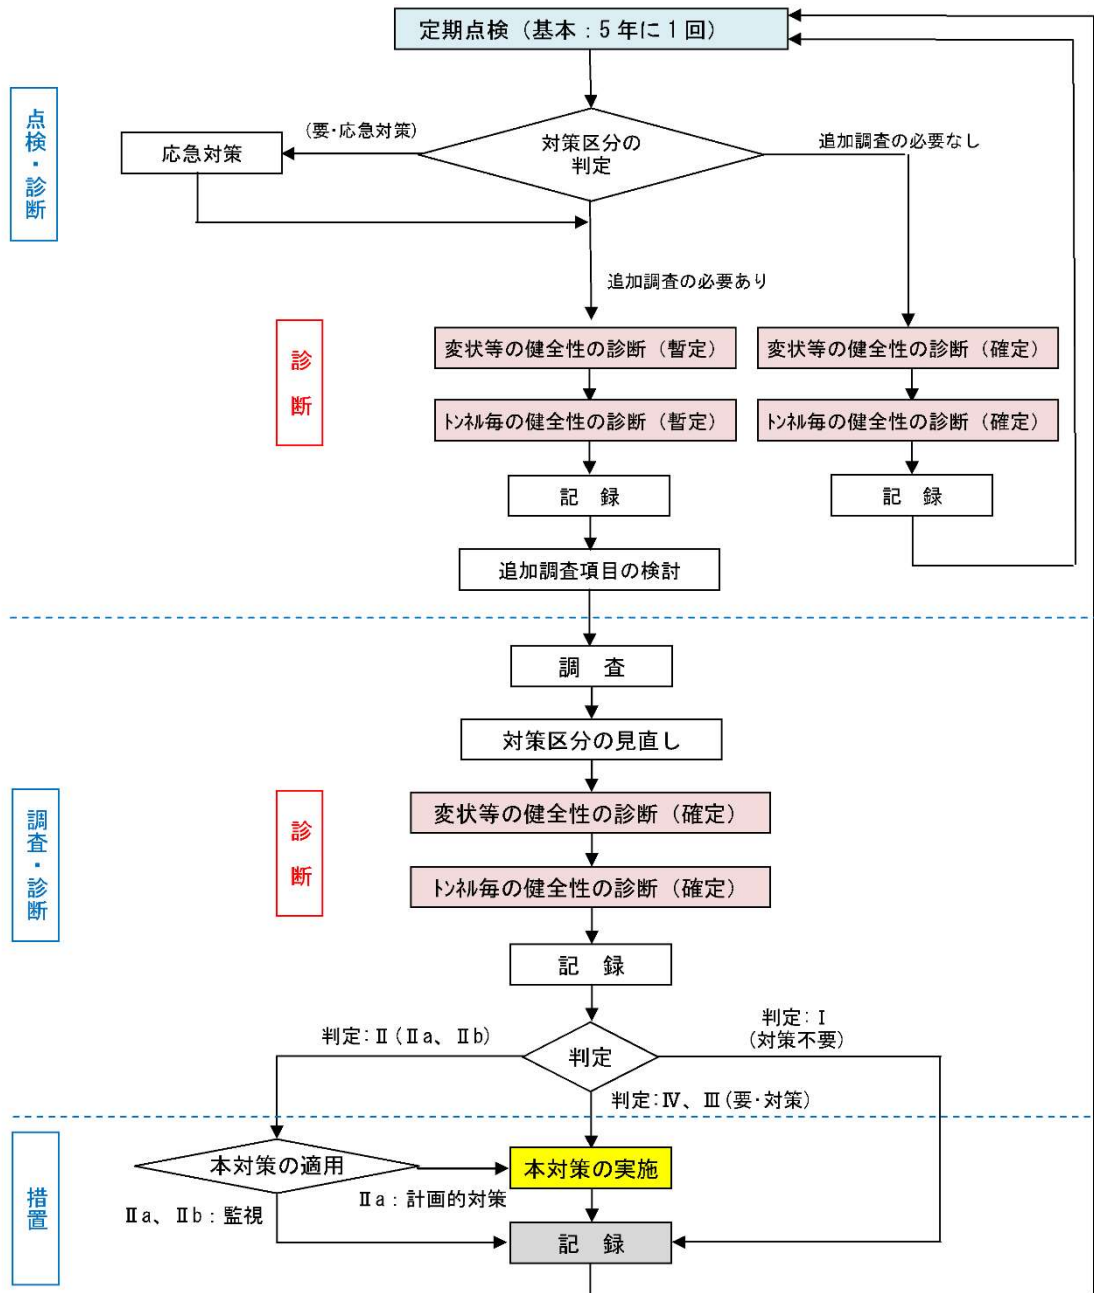 定期点検（基本：5年に1回）
点検・診断
(要・応急対策)
応急対策
対策区分の
判定
追加調査の必要なし
追加調査の必要あり
診断
変状等の健全性の診断（暫定）
変状等の健全性の診断（確定）
ﾄﾝﾈﾙ毎の健全性の診断（暫定）
ﾄﾝﾈﾙ毎の健全性の診断（確定）
記　録
記　録
追加調査項目の検討
調　査
対策区分の見直し
調査・診断
診断
変状等の健全性の診断（確定）
ﾄﾝﾈﾙ毎の健全性の診断（確定）
記　録
判定：Ⅱ(Ⅱa、Ⅱb)
判定
判定：Ⅰ
(対策不要)
判定：Ⅳ、Ⅲ(要・対策)
措置
本対策の適用
本対策の実施
Ⅱa：計画的対策
Ⅱa、Ⅱb：監視
記　録